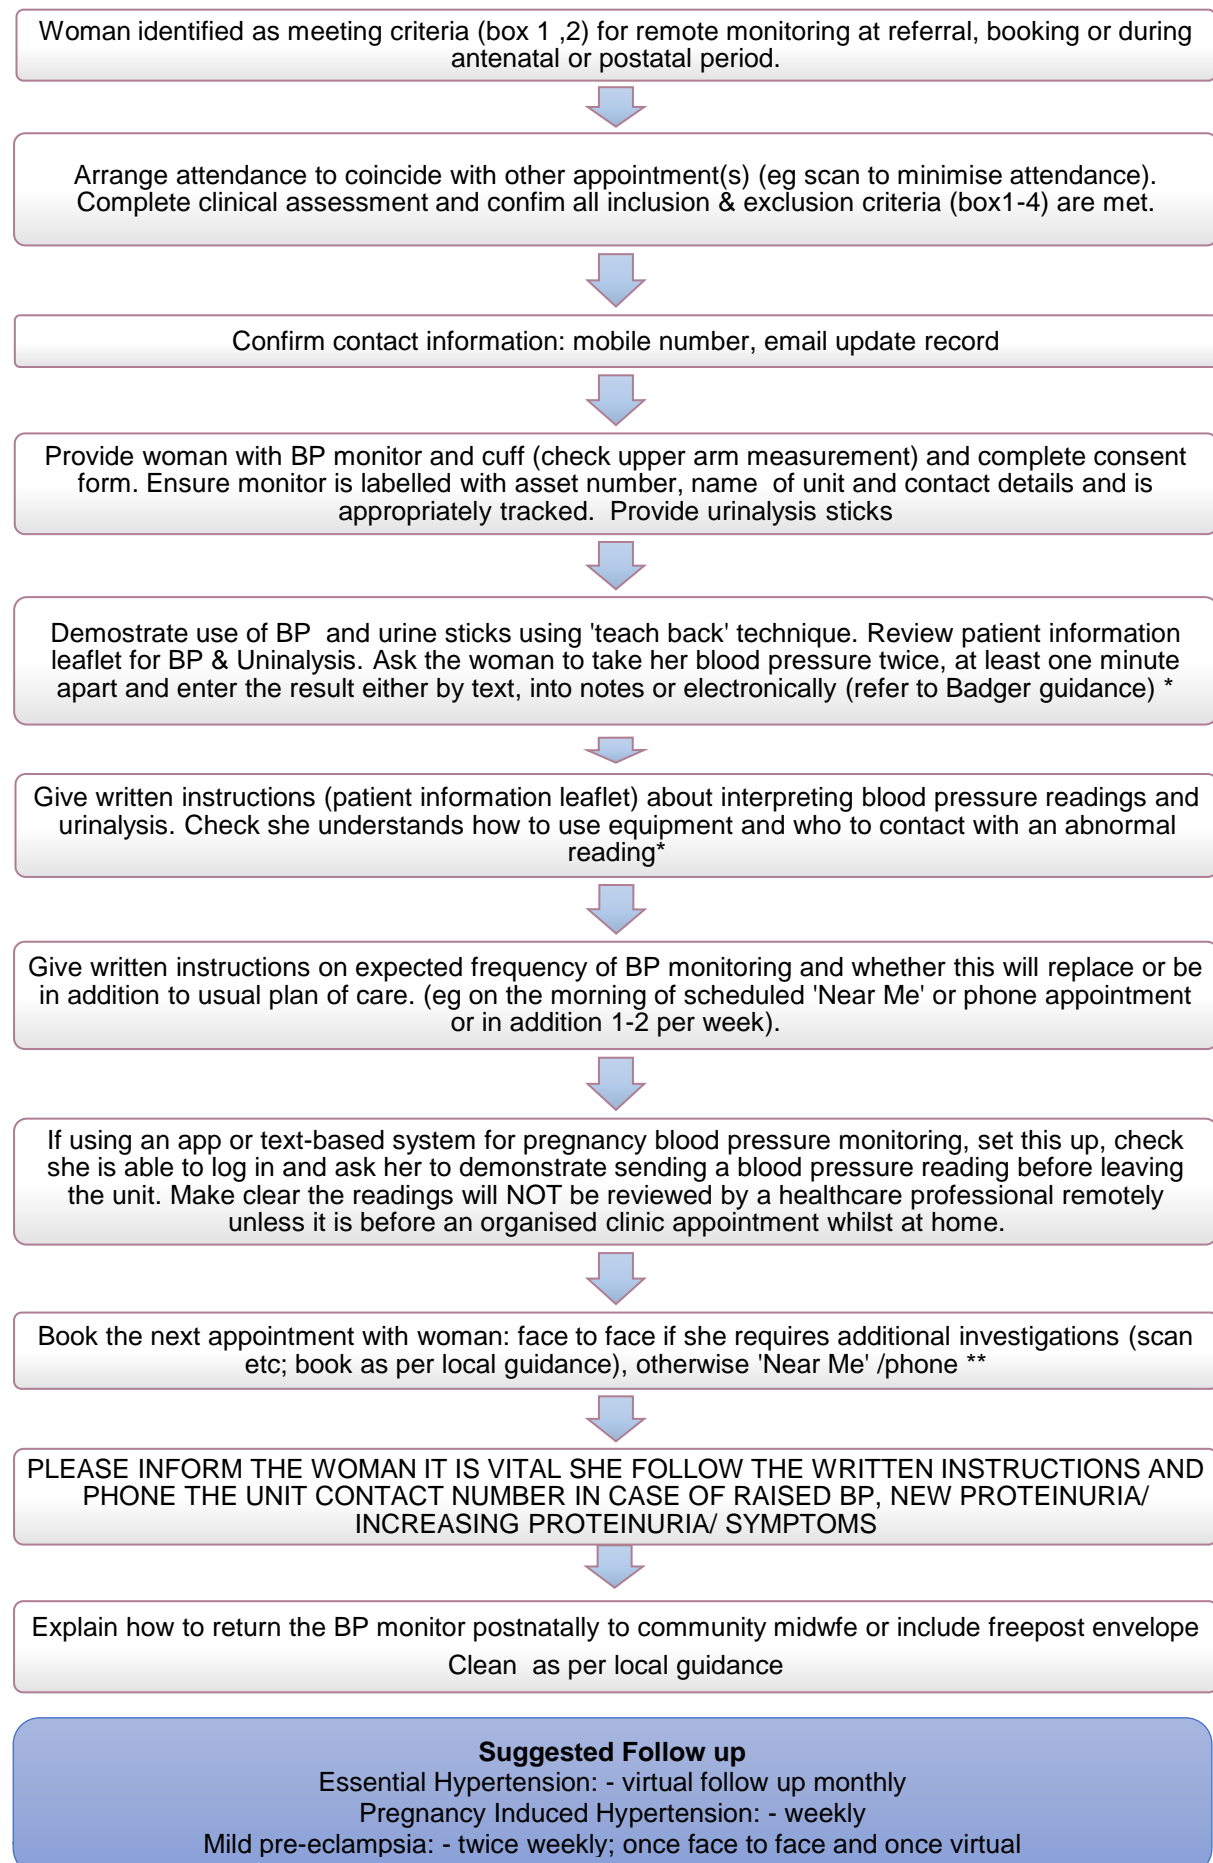 Woman identified as meeting criteria (box 1 ,2) for remote monitoring at referral, booking or during
antenatal or postatal period.
Arrange attendance to coincide with other appointment(s) (eg scan to minimise attendance).
Complete clinical assessment and confim all inclusion & exclusion criteria (box1-4) are met.
Confirm contact information: mobile number, email update record
Provide woman with BP monitor and cuff (check upper arm measurement) and complete consent
form. Ensure monitor is labelled with asset number, name of unit and contact details and is
appropriately tracked. Provide urinalysis sticks
Demostrate use of BP and urine sticks using 'teach back' technique. Review patient information
leaflet for BP & Uninalysis. Ask the woman to take her blood pressure twice, at least one minute
apart and enter the result either by text, into notes or electronically (refer to Badger guidance) *
Give written instructions (patient information leaflet) about interpreting blood pressure readings and
urinalysis. Check she understands how to use equipment and who to contact with an abnormal
reading*
Give written instructions on expected frequency of BP monitoring and whether this will replace or be
in addition to usual plan of care. (eg on the morning of scheduled 'Near Me' or phone appointment
or in addition 1-2 per week).
If using an app or text-based system for pregnancy blood pressure monitoring, set this up, check
she is able to log in and ask her to demonstrate sending a blood pressure reading before leaving
the unit. Make clear the readings will NOT be reviewed by a healthcare professional remotely
unless it is before an organised clinic appointment whilst at home.
Book the next appointment with woman: face to face if she requires additional investigations (scan
etc; book as per local guidance), otherwise 'Near Me' /phone **
PLEASE INFORM THE WOMAN IT IS VITAL SHE FOLLOW THE WRITTEN INSTRUCTIONS AND
PHONE THE UNIT CONTACT NUMBER IN CASE OF RAISED BP, NEW PROTEINURIA/
INCREASING PROTEINURIA/ SYMPTOMS
Explain how to return the BP monitor postnatally to community midwfe or include freepost envelope
Clean as per local guidance
Suggested Follow up
Essential Hypertension: - virtual follow up monthly
Pregnancy Induced Hypertension: - weekly
Mild pre-eclampsia: - twice weekly; once face to face and once virtual